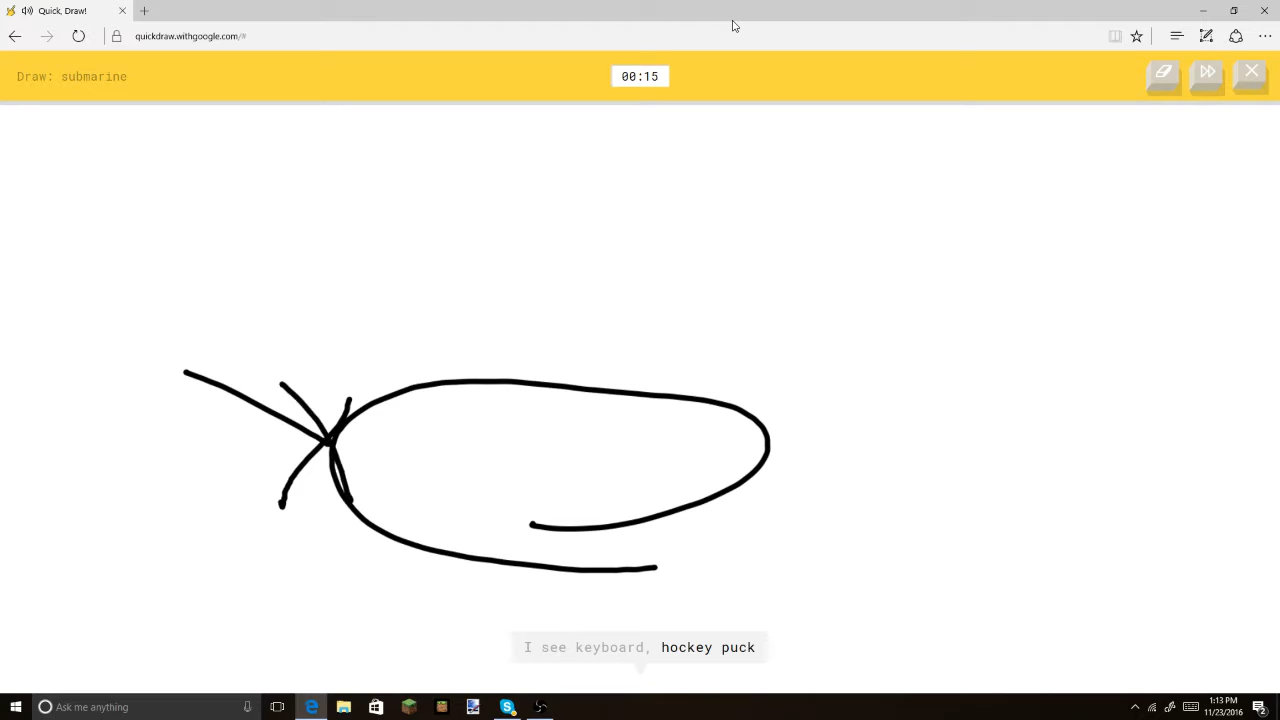 Quick, Draw!
quickdraw.withgoogle.com/#
Draw: submarine
00:15
I see keyboard, hockey puck
Ask me anything
1:13 PM
11/23/2016
2